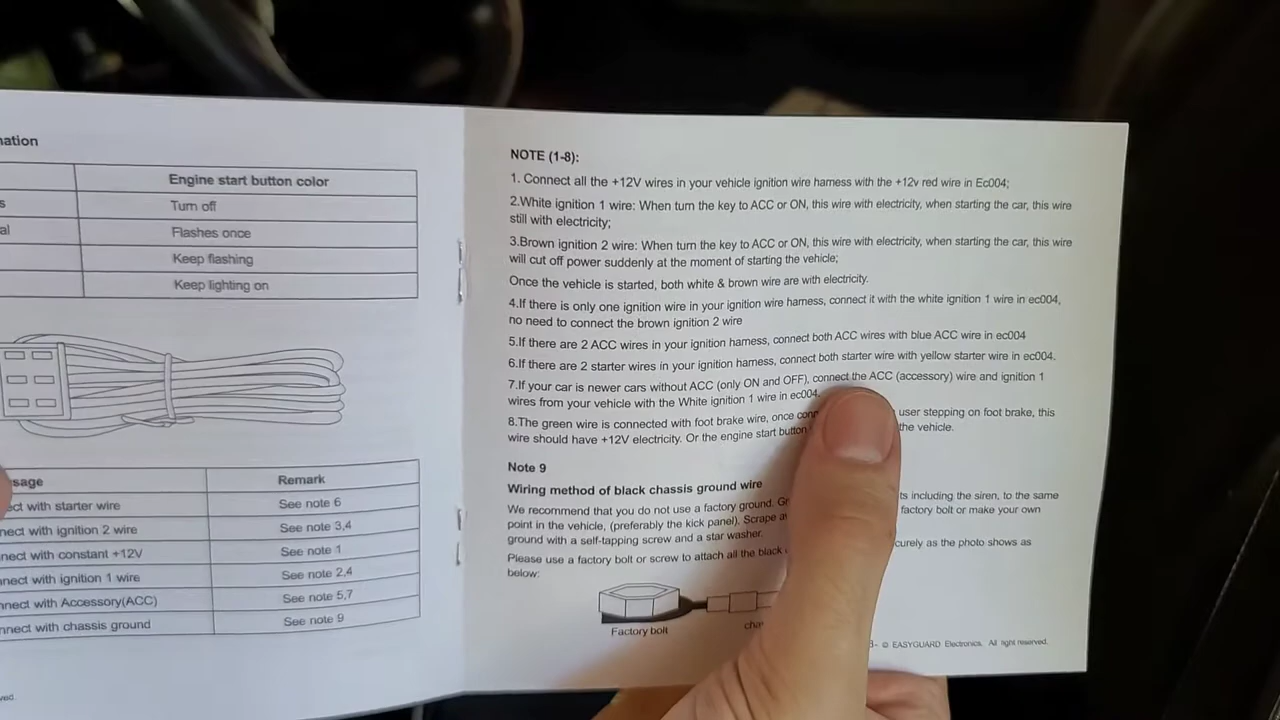 nation
Engine start button color
Turn off
Flashes once
Keep flashing
Keep lighting on
sage
Remark
ect with starter wire
See note 6
nect with ignition 2 wire
See note 3,4
nect with constant +12V
See note 1
nnect with ignition 1 wire
See note 2,4
nnect with Accessory(ACC)
See note 5,7
nnect with chassis ground
See note 9
ved.
NOTE (1-8):
1. Connect all the +12V wires in your vehicle ignition wire harness with the +12v red wire in Ec004;
2.White ignition 1 wire: When turn the key to ACC or ON, this wire with electricity, when starting the car, this wire
still with electricity;
3.Brown ignition 2 wire: When turn the key to ACC or ON, this wire with electricity, when starting the car, this wire
will cut off power suddenly at the moment of starting the vehicle;
Once the vehicle is started, both white & brown wire are with electricity.
4.If there is only one ignition wire in your ignition wire harness, connect it with the white ignition 1 wire in ec004,
no need to connect the brown ignition 2 wire
5.If there are 2 ACC wires in your ignition harness, connect both ACC wires with blue ACC wire in ec004
6.If there are 2 starter wires in your ignition harness, connect both starter wire with yellow starter wire in ec004.
7.If your car is newer cars without ACC (only ON and OFF), connect the ACC (accessory) wire and ignition 1
wires from your vehicle with the White ignition 1 wire in ec004.
8.The green wire is connected with foot brake wire, once user stepping on foot brake, this
wire should have +12V electricity. Or the engine start button the vehicle.
Note 9
Wiring method of black chassis ground wire
We recommend that you do not use a factory ground. ts including the siren, to the same
point in the vehicle, (preferably the kick panel). Scrape factory bolt or make your own
ground with a self-tapping screw and a star washer.
Please use a factory bolt or screw to attach all the black curely as the photo shows as
below:
Factory bolt
© EASYGUARD Electronics. All right reserved.